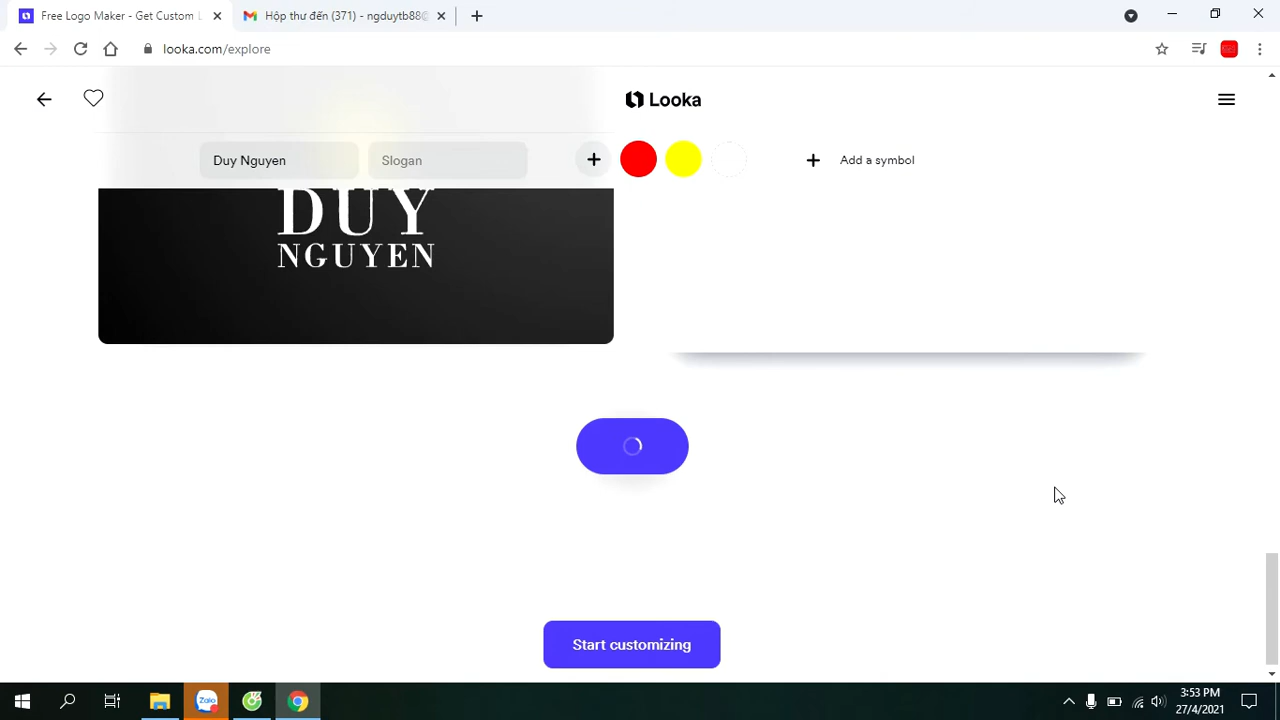 Free Logo Maker - Get Custom L
Hộp thư đến (371) - ngduytb88@
looka.com/explore
Looka
Duy Nguyen
Slogan
Add a symbol
DUY
NGUYEN
Start customizing
Zalo
3:53 PM
27/4/2021